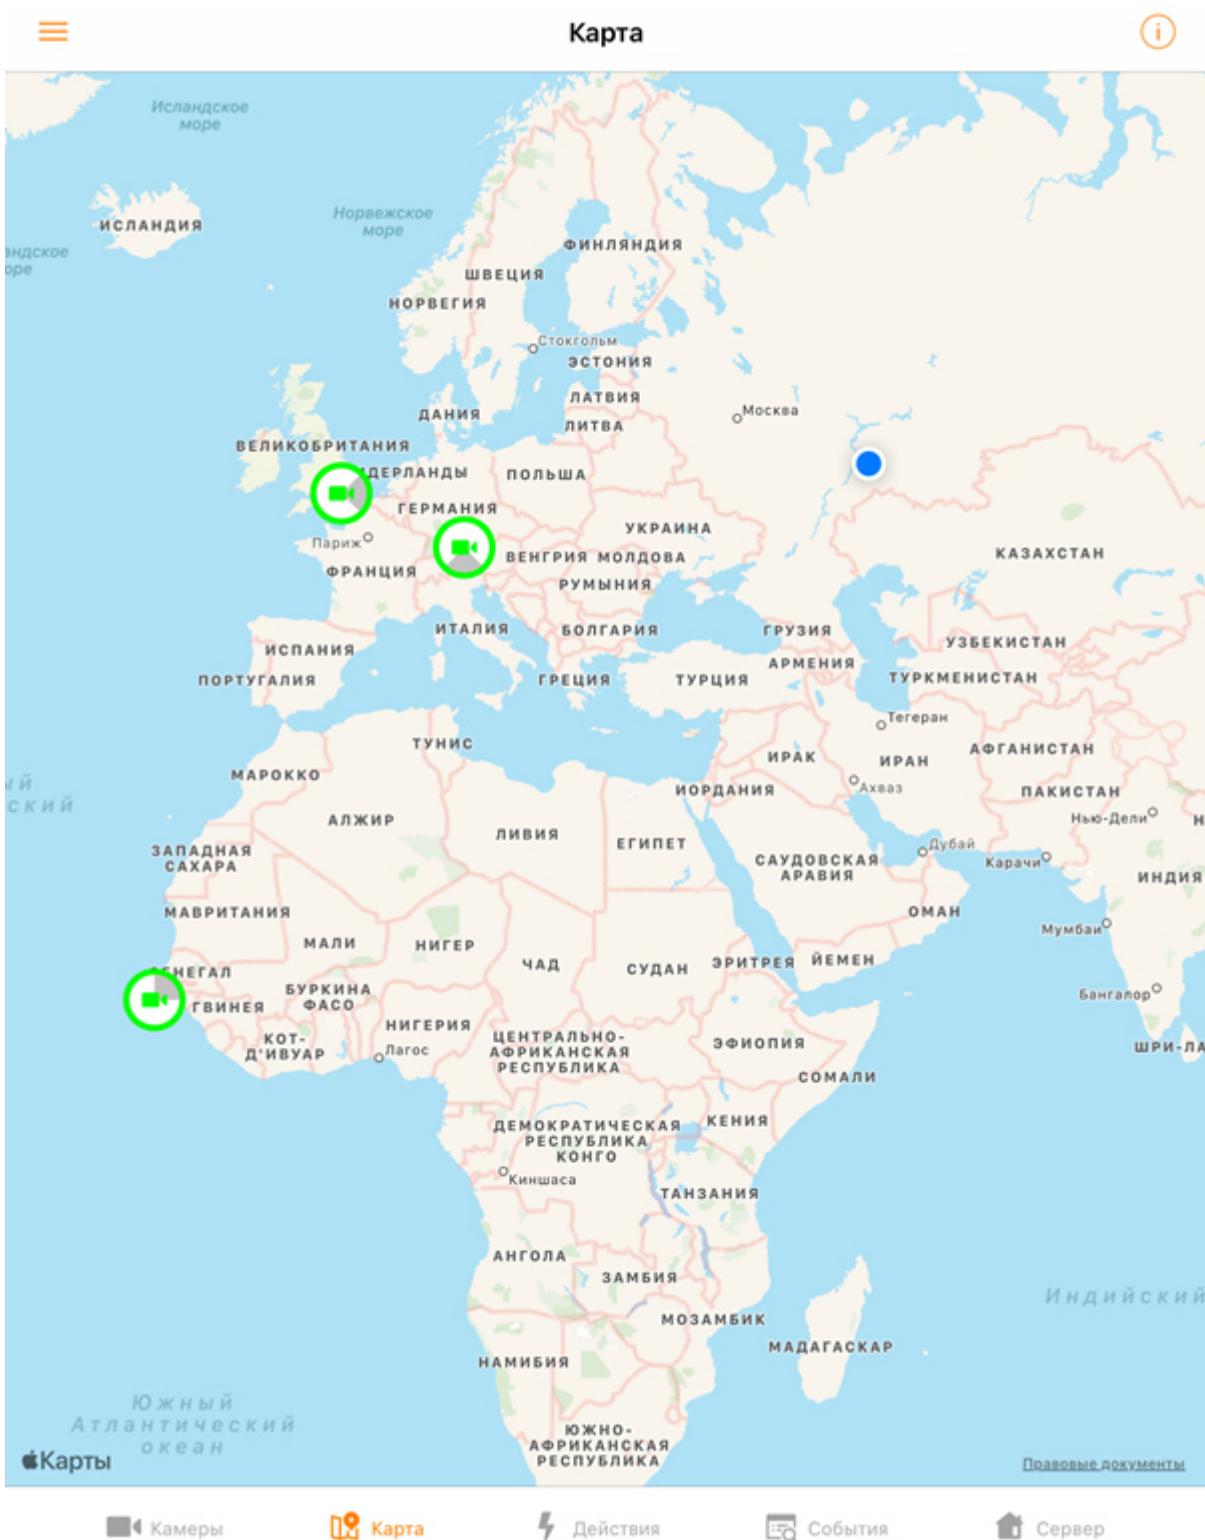 Карта
Исландское
море
ИСЛАНДИЯ
Норвежское
море
ФИНЛЯНДИЯ
ШВЕЦИЯ
НОРВЕГИЯ
Стокгольм
ЭСТОНИЯ
ЛАТВИЯ
ДАНИЯ
Москва
ЛИТВА
ВЕЛИКОБРИТАНИЯ
ДЕРЛАНДЫ
ПОЛЬША
ГЕРМАНИЯ
УКРАИНА
Париж
ВЕНГРИЯ
МОЛДОВА
КАЗАХСТАН
ФРАНЦИЯ
РУМЫНИЯ
ИТАЛИЯ
БОЛГАРИЯ
ГРУЗИЯ
УЗБЕКИСТАН
ИСПАНИЯ
АРМЕНИЯ
ПОРТУГАЛИЯ
ГРЕЦИЯ
ТУРЦИЯ
ТУРКМЕНИСТАН
Тегеран
ТУНИС
АФГАНИСТАН
ИРАК
ИРАН
МАРОККО
ИОРДАНИЯ
Ахваз
ПАКИСТАН
ский
АЛЖИР
Нью-Дели
Н
ЛИВИЯ
ЕГИПЕТ
Дубай
ЗАПАДНАЯ
САХАРА
САУДОВСКАЯ
АРАВИЯ
Карачи
ИНДИЯ
МАВРИТАНИЯ
ОМАН
Мумбаи
МАЛИ
НИГЕР
ЧАД
СУДАН
ЭРИТРЕЯ
ЙЕМЕН
ЕНЕГАЛ
БУРКИНА
ФАСО
Бангалор
ГВИНЕЯ
НИГЕРИЯ
КОТ-
Д'ИВУАР
Лагос
ЦЕНТРАЛЬНО-
АФРИКАНСКАЯ
РЕСПУБЛИКА
ЭФИОПИЯ
ШРИ-ЛА
СОМАЛИ
ДЕМОКРАТИЧЕСКАЯ
РЕСПУБЛИКА
КОНГО
КЕНИЯ
Киншаса
ТАНЗАНИЯ
АНГОЛА
ЗАМБИЯ
Индийский
МОЗАМБИК
МАДАГАСКАР
НАМИБИЯ
Южный
Атлантический
океан
ЮЖНО-
АФРИКАНСКАЯ
РЕСПУБЛИКА
Карты
Правовые документы
Камеры
Карта
Действия
События
Сервер